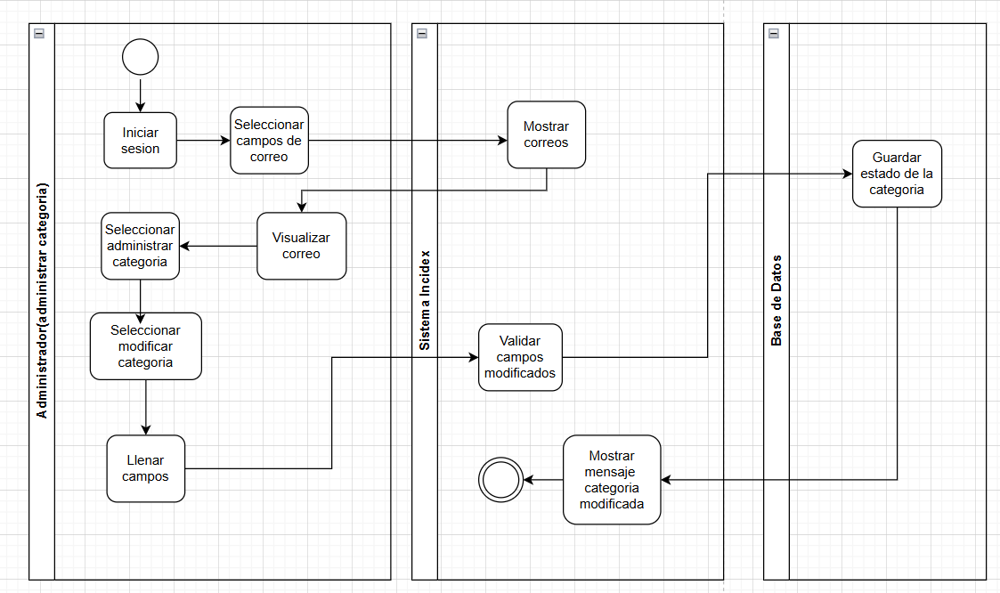 Administrador(administrar categoria)
Iniciar
sesion
Seleccionar
campos de
correo
Visualizar
correo
Seleccionar
administrar
categoria
Seleccionar
modificar
categoria
Llenar
campos
Sistema Incidex
Mostrar
correos
Validar
campos
modificados
Mostrar
mensaje
categoria
modificada
Base de Datos
Guardar
estado de la
categoria